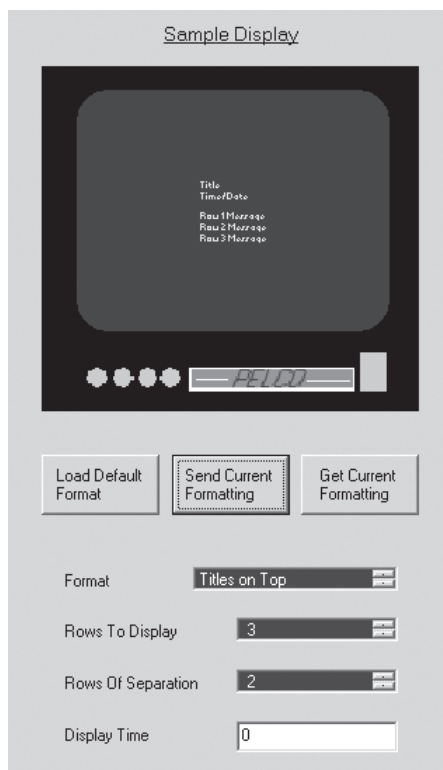 Sample Display
Title
Time/Date
Row 1 Message
Row 2 Message
Row 3 Message
PELCO
Load Default
Format
Send Current
Formatting
Get Current
Formatting
Format
Titles on Top
Rows To Display
3
Rows Of Separation
2
Display Time
0